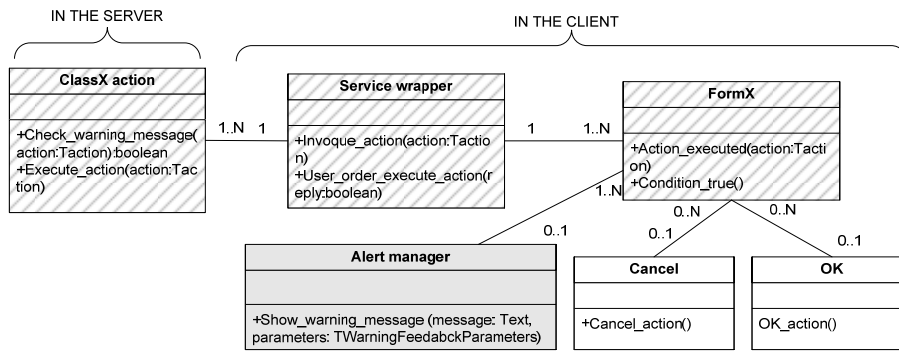 IN THE SERVER
IN THE CLIENT
ClassX action
+Check_warning_message(
action:Taction):boolean
+Execute_action(action:Tac
tion)
1..N
1
Service wrapper
+Invoque_action(action:Tactio
n)
+User_order_execute_action(r
eply:boolean)
1
1..N
FormX
+Action_executed(action:Tacti
on)
+Condition_true()
1..N
0..1
0..N
0..1
0..N
0..1
Alert manager
+Show_warning_message (message: Text,
parameters: TWarningFeedabckParameters)
Cancel
+Cancel_action()
OK
OK_action()